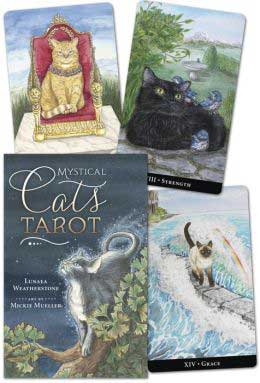 VIII • Strength
Mystical
Cats
Tarot
Lunaea
Weatherstone
Art by
Mickie Mueller
XIV • Grace